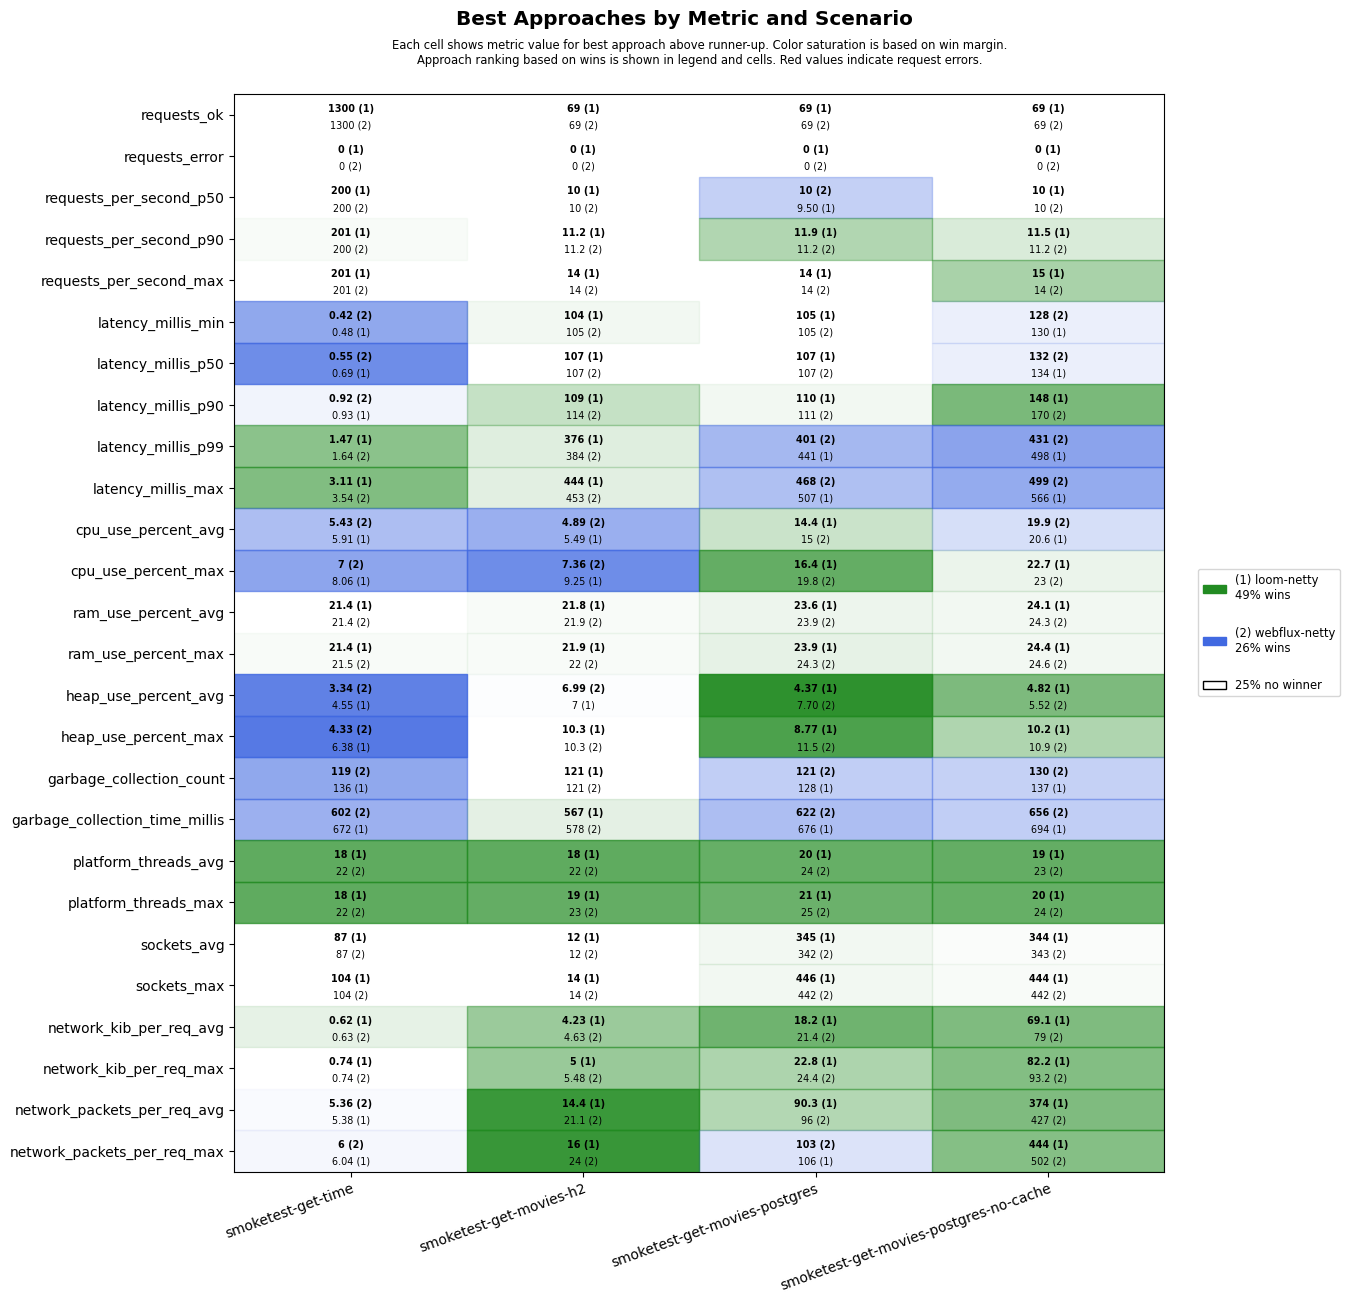 Best Approaches by Metric and Scenario
Each cell shows metric value for best approach above runner-up. Color saturation is based on win margin.
Approach ranking based on wins is shown in legend and cells. Red values indicate request errors.
requests_ok
1300 (1) 69 (1) 69 (1) 69 (1)
1300 (2) 69 (2) 69 (2) 69 (2)
requests_error
0 (1) 0 (1) 0 (1) 0 (1)
0 (2) 0 (2) 0 (2) 0 (2)
requests_per_second_p50
200 (1) 10 (1) 10 (2) 10 (1)
200 (2) 10 (2) 9.50 (1) 10 (2)
requests_per_second_p90
201 (1) 11.2 (1) 11.9 (1) 11.5 (1)
200 (2) 11.2 (2) 11.2 (2) 11.2 (2)
requests_per_second_max
201 (1) 14 (1) 14 (1) 15 (1)
201 (2) 14 (2) 14 (2) 14 (2)
latency_millis_min
0.42 (2) 104 (1) 105 (1) 128 (2)
0.48 (1) 105 (2) 105 (2) 130 (1)
latency_millis_p50
0.55 (2) 107 (1) 107 (1) 132 (2)
0.69 (1) 107 (2) 107 (2) 134 (1)
latency_millis_p90
0.92 (2) 109 (1) 110 (1) 148 (1)
0.93 (1) 114 (2) 111 (2) 170 (2)
latency_millis_p99
1.47 (1) 376 (1) 401 (2) 431 (2)
1.64 (2) 384 (2) 441 (1) 498 (1)
latency_millis_max
3.11 (1) 444 (1) 468 (2) 499 (2)
3.54 (2) 453 (2) 507 (1) 566 (1)
cpu_use_percent_avg
5.43 (2) 4.89 (2) 14.4 (1) 19.9 (2)
5.91 (1) 5.49 (1) 15 (2) 20.6 (1)
cpu_use_percent_max
7 (2) 7.36 (2) 16.4 (1) 22.7 (1)
8.06 (1) 9.25 (1) 19.8 (2) 23 (2)
ram_use_percent_avg
21.4 (1) 21.8 (1) 23.6 (1) 24.1 (1)
21.4 (2) 21.9 (2) 23.9 (2) 24.3 (2)
ram_use_percent_max
21.4 (1) 21.9 (1) 23.9 (1) 24.4 (1)
21.5 (2) 22 (2) 24.3 (2) 24.6 (2)
heap_use_percent_avg
3.34 (2) 6.99 (2) 4.37 (1) 4.82 (1)
4.55 (1) 7 (1) 7.70 (2) 5.52 (2)
heap_use_percent_max
4.33 (2) 10.3 (1) 8.77 (1) 10.2 (1)
6.38 (1) 10.3 (2) 11.5 (2) 10.9 (2)
garbage_collection_count
119 (2) 121 (1) 121 (2) 130 (2)
136 (1) 121 (2) 128 (1) 137 (1)
garbage_collection_time_millis
602 (2) 567 (1) 622 (2) 656 (2)
672 (1) 578 (2) 676 (1) 694 (1)
platform_threads_avg
18 (1) 18 (1) 20 (1) 19 (1)
22 (2) 22 (2) 24 (2) 23 (2)
platform_threads_max
18 (1) 19 (1) 21 (1) 20 (1)
22 (2) 23 (2) 25 (2) 24 (2)
sockets_avg
87 (1) 12 (1) 345 (1) 344 (1)
87 (2) 12 (2) 342 (2) 343 (2)
sockets_max
104 (1) 14 (1) 446 (1) 444 (1)
104 (2) 14 (2) 442 (2) 442 (2)
network_kib_per_req_avg
0.62 (1) 4.23 (1) 18.2 (1) 69.1 (1)
0.63 (2) 4.63 (2) 21.4 (2) 79 (2)
network_kib_per_req_max
0.74 (1) 5 (1) 22.8 (1) 82.2 (1)
0.74 (2) 5.48 (2) 24.4 (2) 93.2 (2)
network_packets_per_req_avg
5.36 (2) 14.4 (1) 90.3 (1) 374 (1)
5.38 (1) 21.1 (2) 96 (2) 427 (2)
network_packets_per_req_max
6 (2) 16 (1) 103 (2) 444 (1)
6.04 (1) 24 (2) 106 (1) 502 (2)
smoketest-get-time
smoketest-get-movies-h2
smoketest-get-movies-postgres
smoketest-get-movies-postgres-no-cache
(1) loom-netty
49% wins
(2) webflux-netty
26% wins
25% no winner